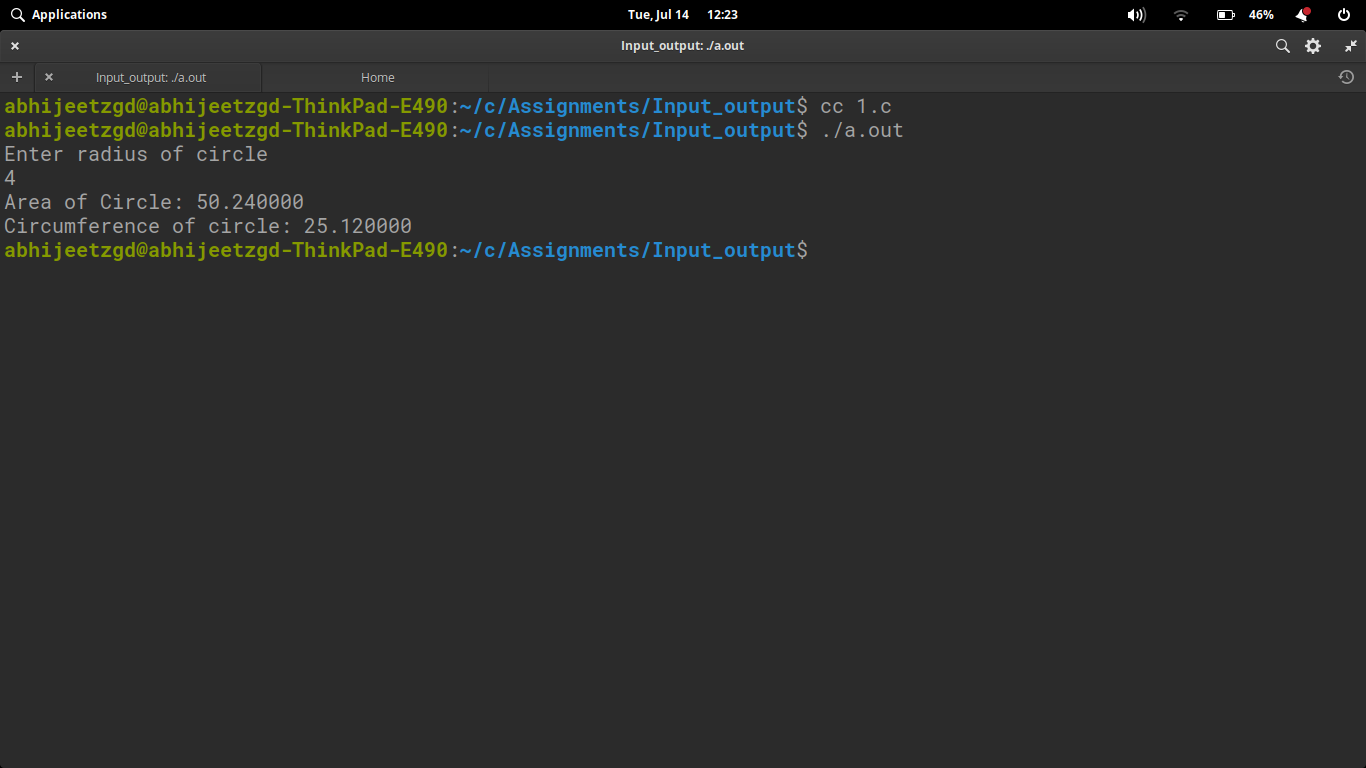 Applications
Tue, Jul 14 12:23
46%
Input_output: ./a.out
Input_output: ./a.out
Home
abhijeetzgd@abhijeetzgd-ThinkPad-E490:~/c/Assignments/Input_output$ cc 1.c
abhijeetzgd@abhijeetzgd-ThinkPad-E490:~/c/Assignments/Input_output$ ./a.out
Enter radius of circle
4
Area of Circle: 50.240000
Circumference of circle: 25.120000
abhijeetzgd@abhijeetzgd-ThinkPad-E490:~/c/Assignments/Input_output$